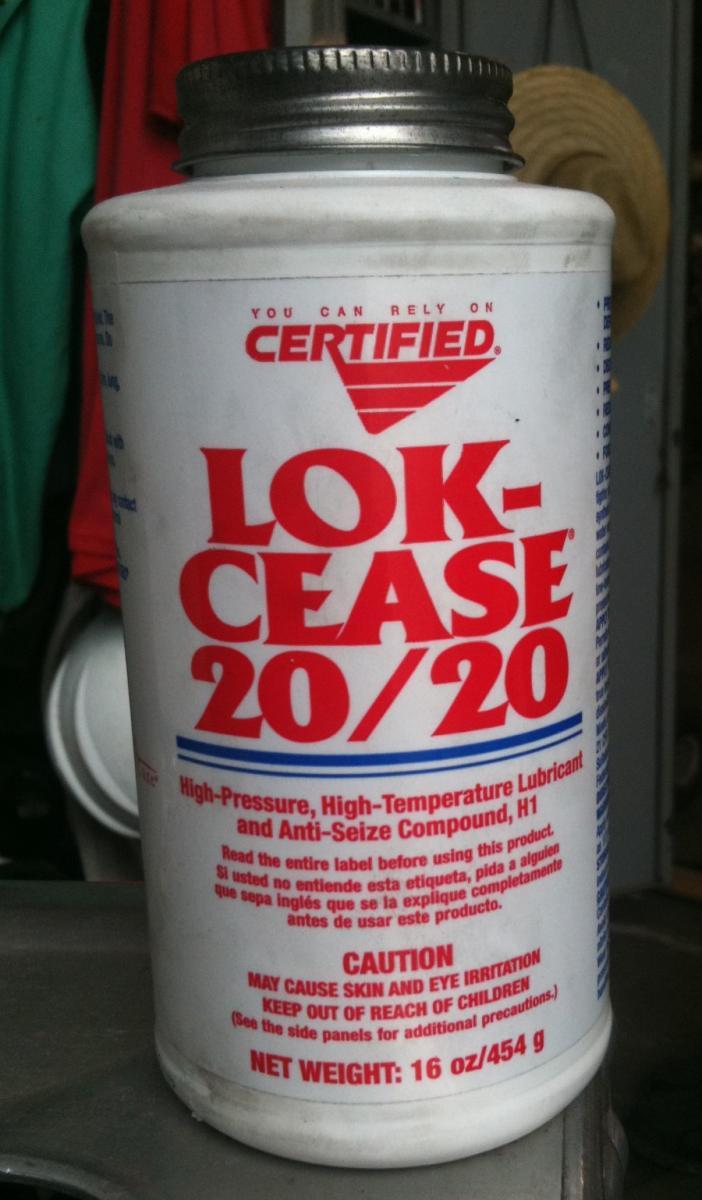 YOU CAN RELY ON
CERTIFIED®
LOK-
CEASE®
20/20
High-Pressure, High-Temperature Lubricant
and Anti-Seize Compound, H1
Read the entire label before using this product.
Si usted no entiende esta etiqueta, pida a alguien
que sepa inglés que se la explique completamente
antes de usar este producto.
CAUTION
MAY CAUSE SKIN AND EYE IRRITATION
KEEP OUT OF REACH OF CHILDREN
(See the side panels for additional precautions.)
NET WEIGHT: 16 oz/454 g